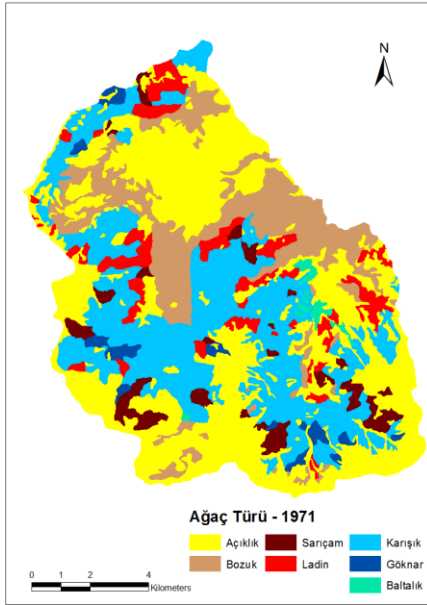 N
Ağaç Türü - 1971
Açıklık Sarıçam Karışık
Bozuk Ladin Göknar
Baltalık
0 1 2 4
Kilometers